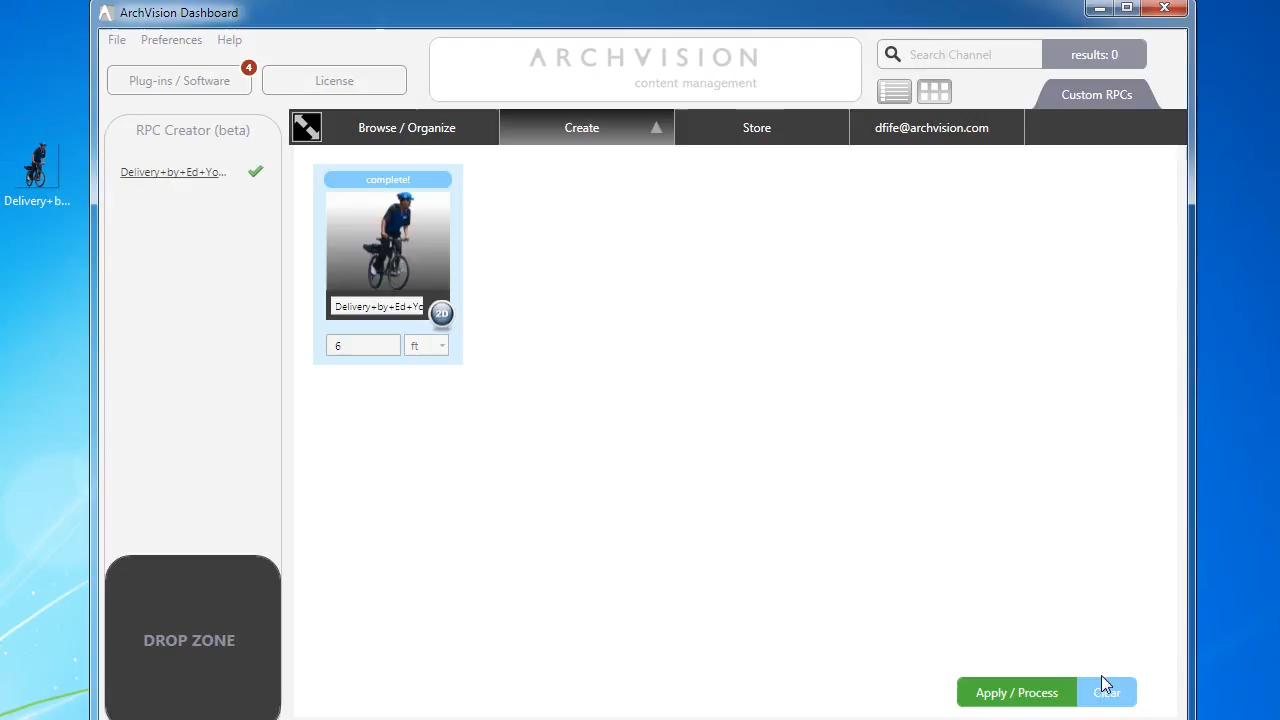 ArchVision Dashboard
File Preferences Help
Plug-ins / Software 4 License
ARCHVISION
content management
Search Channel results: 0
Custom RPCs
RPC Creator (beta)
Browse / Organize Create Store dfife@archvision.com
Delivery+by+Ed+Yo...
complete!
Delivery+b...
Delivery+by+Ed+Yo
2D
6 ft
DROP ZONE
Apply / Process Clear